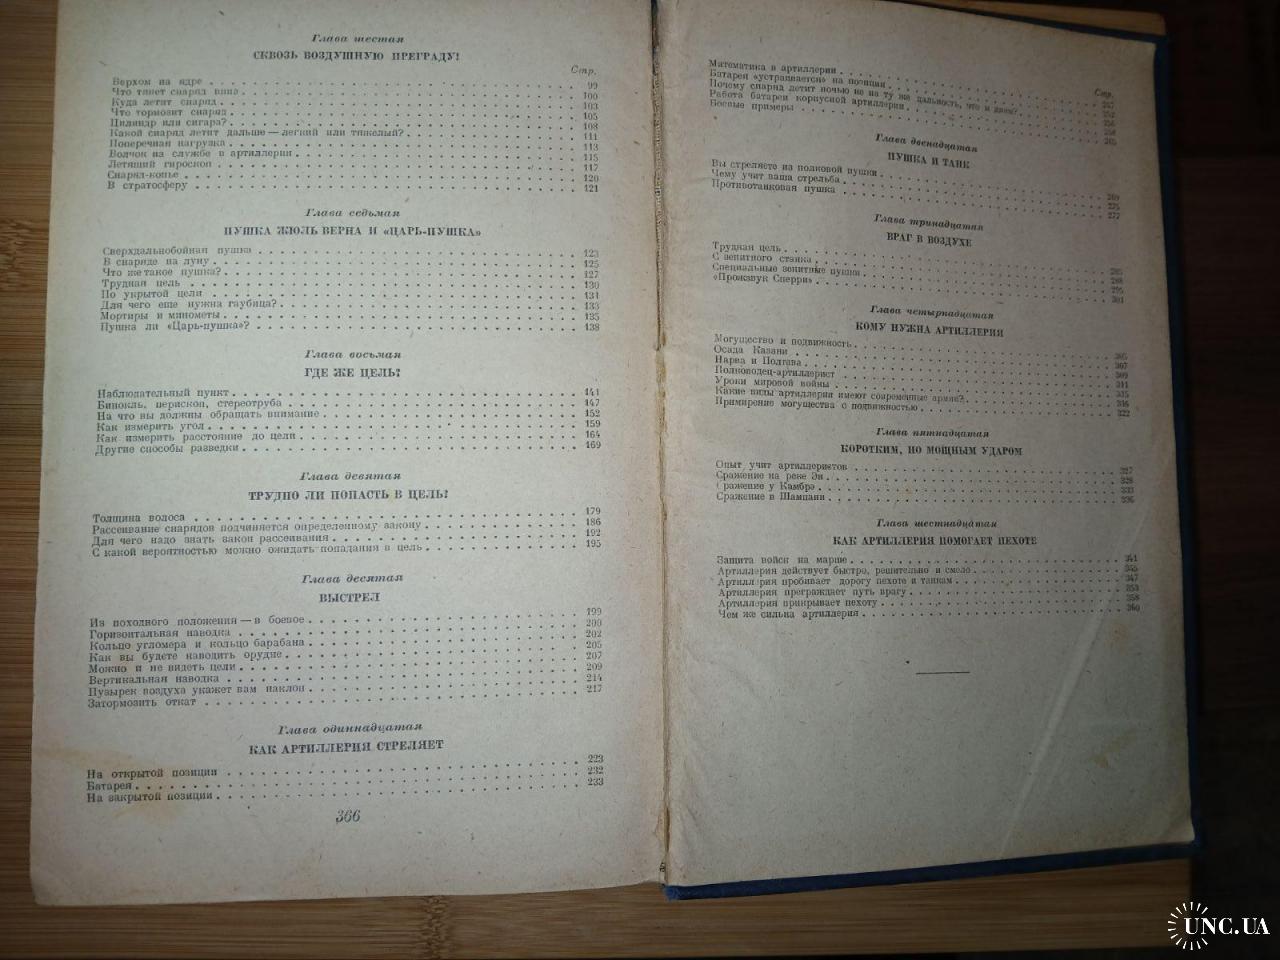 Глава шестая
СКВОЗЬ ВОЗДУШНУЮ ПРЕГРАДУ!
Стр.
Верхом на ядре 99
Что тянет снаряд вниз 100
Куда летит снаряд 103
Что тормозит снаряд 105
Цилиндр или сигара? 108
Какой снаряд летит дальше — легкий или тяжелый? 111
Поперечная нагрузка 113
Волчок на службе в артиллерии 115
Летящий гироскоп 117
Снаряд-копье 120
В стратосферу 121
Глава седьмая
ПУШКА ЖЮЛЬ ВЕРНА И «ЦАРЬ-ПУШКА»
Сверхдальнобойная пушка 123
В снаряде на луну 125
Что же такое пушка? 127
Трудная цель 130
По укрытой цели 131
Для чего еще нужна гаубица? 133
Мортиры и минометы 135
Пушка ли «Царь-пушка»? 138
Глава восьмая
ГДЕ ЖЕ ЦЕЛЬ?
Наблюдательный пункт 141
Бинокль, перископ, стереотруба 147
На что вы должны обращать внимание 152
Как измерить угол 159
Как измерить расстояние до цели 164
Другие способы разведки 169
Глава девятая
ТРУДНО ЛИ ПОПАСТЬ В ЦЕЛЬ?
Толщина волоса 179
Рассеивание снарядов подчиняется определенному закону 186
Для чего надо знать закон рассеивания 192
С какой вероятностью можно ожидать попадания в цель 195
Глава десятая
ВЫСТРЕЛ
Из походного положения — в боевое 199
Горизонтальная наводка 200
Кольцо угломера и кольцо барабана 202
Как вы будете наводить орудие 205
Можно и не видеть цели 207
Вертикальная наводка 209
Пузырек воздуха укажет вам наклон 214
Затормозить откат 217
Глава одиннадцатая
КАК АРТИЛЛЕРИЯ СТРЕЛЯЕТ
На открытой позиции 223
Батарея 232
На закрытой позиции 233
366
Стр.
Математика в артиллерии
Батарея «устраивается» на позиции
Почему снаряд летит ночью не на ту же дальность, что и днем?
Работа батареи корпусной артиллерии
Боевые примеры
Глава двенадцатая
ПУШКА И ТАНК
Вы стреляете из полковой пушки 269
Чему учит ваша стрельба 275
Противотанковая пушка 277
Глава тринадцатая
ВРАГ В ВОЗДУХЕ
Трудная цель
С зенитного станка
Специальные зенитные пушки 295
«Прожзвук Сперри» 301
Глава четырнадцатая
КОМУ НУЖНА АРТИЛЛЕРИЯ
Могущество и подвижность 305
Осада Казани 307
Нарва и Полтава 309
Полководец-артиллерист 311
Уроки мировой войны 315
Какие виды артиллерии имеют современные армии?
Примирение могущества с подвижностью 322
Глава пятнадцатая
КОРОТКИМ, НО МОЩНЫМ УДАРОМ
Опыт учит артиллеристов 327
Сражение на реке Эн 328
Сражение у Камбрэ 333
Сражение в Шампани 336
Глава шестнадцатая
КАК АРТИЛЛЕРИЯ ПОМОГАЕТ ПЕХОТЕ
Защита войск на марше 341
Артиллерия действует быстро, решительно и смело 345
Артиллерия пробивает дорогу пехоте и танкам 347
Артиллерия преграждает путь врагу 353
Артиллерия прикрывает пехоту 358
Чем же сильна артиллерия 360
UNC.UA